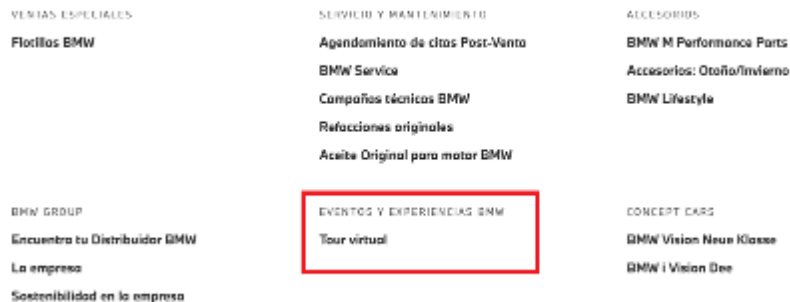 VENTAS ESPECIALES
Flotillas BMW
SERVICIO Y MANTENIMIENTO
Agendamiento de citas Post-Venta
BMW Service
Campañas técnicas BMW
Refacciones originales
Aceite Original para motor BMW
ACCESORIOS
BMW M Performance Parts
Accesorios: Otoño/Invierno
BMW Lifestyle
BMW GROUP
Encuentra tu Distribuidor BMW
La empresa
Sostenibilidad en la empresa
EVENTOS Y EXPERIENCIAS BMW
Tour virtual
CONCEPT CARS
BMW Vision Neue Klasse
BMW i Vision Dee